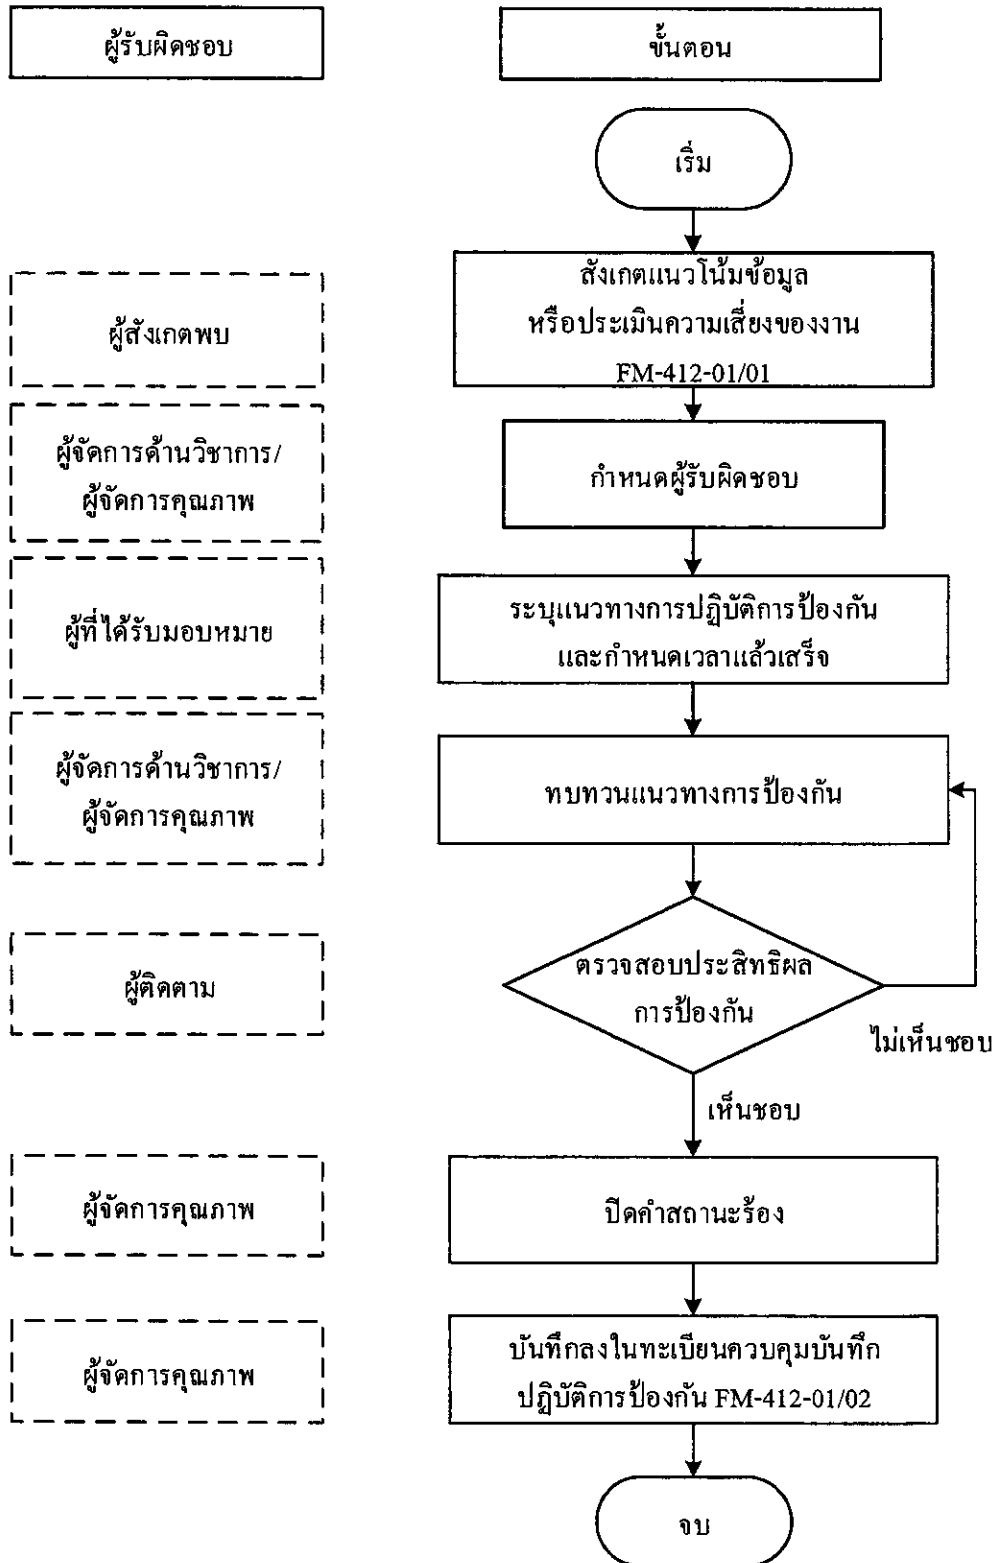 ผู้รับผิดชอบ
ขั้นตอน
เริ่ม
ผู้สังเกตพบ
สังเกตแนวโน้มข้อมูล
หรือประเมินความเสี่ยงของงาน
FM-412-01/01
ผู้จัดการด้านวิชาการ/
ผู้จัดการคุณภาพ
กำหนดผู้รับผิดชอบ
ผู้ที่ได้รับมอบหมาย
ระบุแนวทางการปฏิบัติการป้องกัน
และกำหนดเวลาแล้วเสร็จ
ผู้จัดการด้านวิชาการ/
ผู้จัดการคุณภาพ
ทบทวนแนวทางการป้องกัน
ผู้ติดตาม
ตรวจสอบประสิทธิผล
การป้องกัน
ไม่เห็นชอบ
เห็นชอบ
ผู้จัดการคุณภาพ
ปิดคำสถานะร้อง
ผู้จัดการคุณภาพ
บันทึกลงในทะเบียนควบคุมบันทึก
ปฏิบัติการป้องกัน FM-412-01/02
จบ